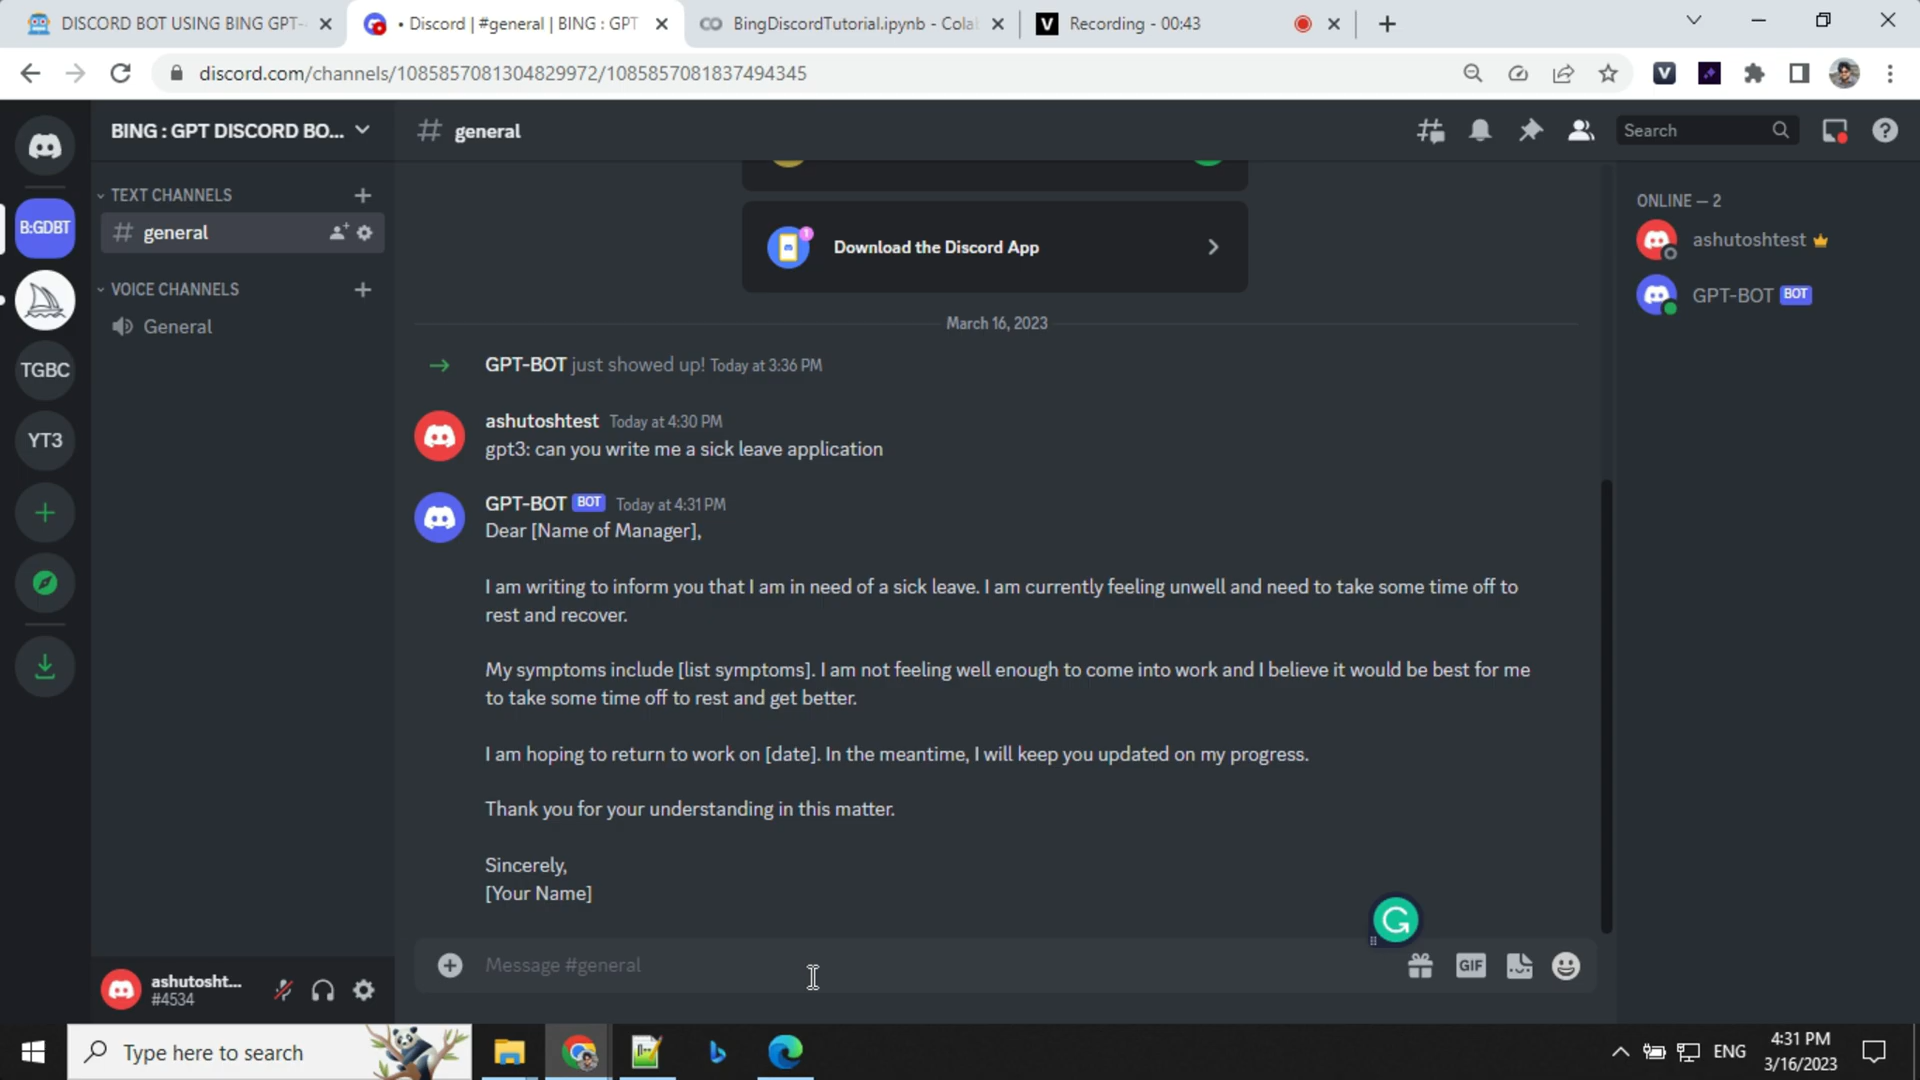 DISCORD BOT USING BING GPT-
• Discord | #general | BING : GPT
BingDiscordTutorial.ipynb - Cola
V Recording - 00:43
discord.com/channels/1085857081304829972/1085857081837494345
BING : GPT DISCORD BO...
general
Search
TEXT CHANNELS
general
VOICE CHANNELS
General
B:GDBT
TGBC
YT3
Download the Discord App
March 16, 2023
GPT-BOT just showed up! Today at 3:36 PM
ashutoshtest Today at 4:30 PM
gpt3: can you write me a sick leave application
GPT-BOT BOT Today at 4:31 PM
Dear [Name of Manager],
I am writing to inform you that I am in need of a sick leave. I am currently feeling unwell and need to take some time off to
rest and recover.
My symptoms include [list symptoms]. I am not feeling well enough to come into work and I believe it would be best for me
to take some time off to rest and get better.
I am hoping to return to work on [date]. In the meantime, I will keep you updated on my progress.
Thank you for your understanding in this matter.
Sincerely,
[Your Name]
Message #general
GIF
ONLINE — 2
ashutoshtest
GPT-BOT BOT
ashutosht...
#4534
Type here to search
ENG
4:31 PM
3/16/2023